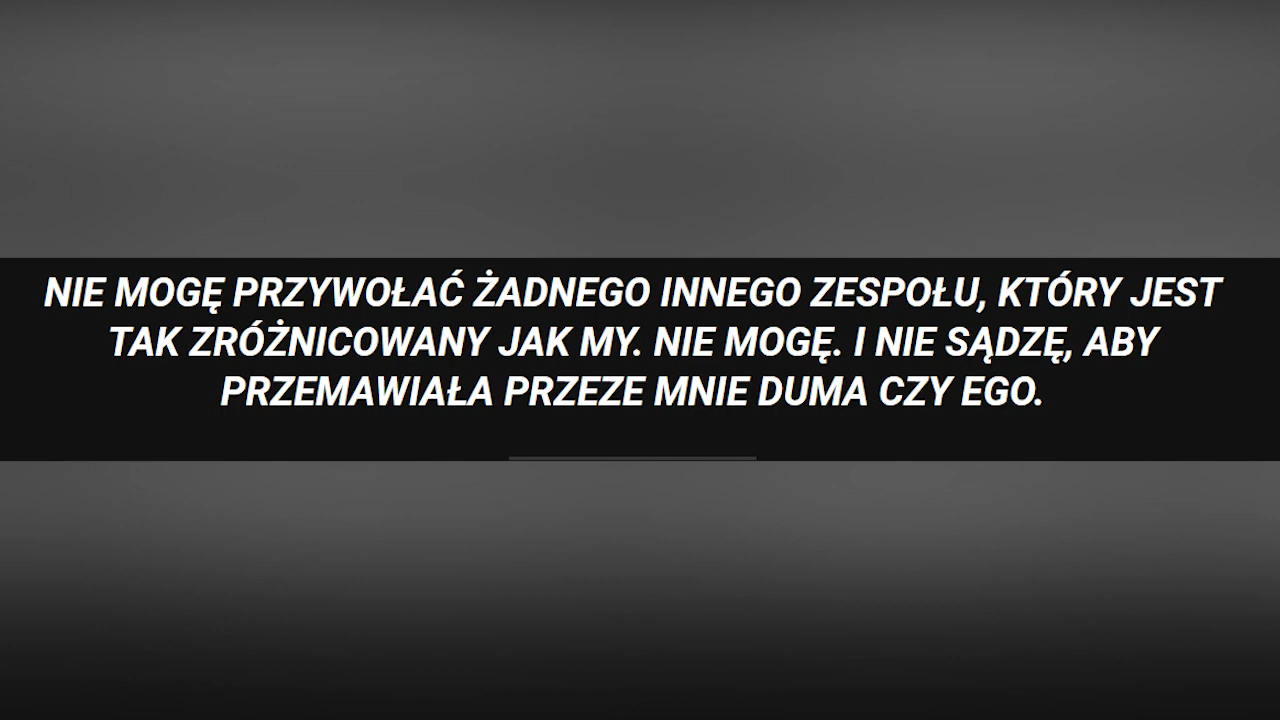 NIE MOGĘ PRZYWOŁAĆ ŻADNEGO INNEGO ZESPOŁU, KTÓRY JEST
TAK ZRÓŻNICOWANY JAK MY. NIE MOGĘ. I NIE SĄDZĘ, ABY
PRZEMAWIAŁA PRZEZE MNIE DUMA CZY EGO.